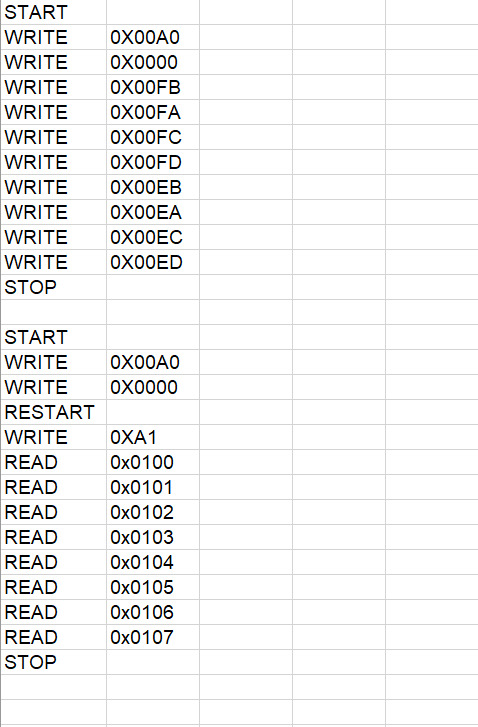 START
WRITE 0X00A0
WRITE 0X0000
WRITE 0X00FB
WRITE 0X00FA
WRITE 0X00FC
WRITE 0X00FD
WRITE 0X00EB
WRITE 0X00EA
WRITE 0X00EC
WRITE 0X00ED
STOP
START
WRITE 0X00A0
WRITE 0X0000
RESTART
WRITE 0XA1
READ 0x0100
READ 0x0101
READ 0x0102
READ 0x0103
READ 0x0104
READ 0x0105
READ 0x0106
READ 0x0107
STOP